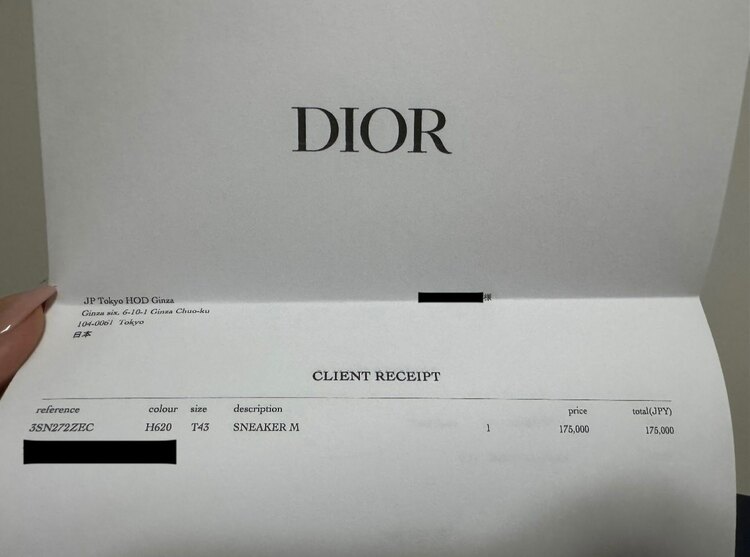 DIOR
JP Tokyo HOD Ginza
Ginza six, 6-10-1 Ginza Chuo-ku
104-0061 Tokyo
日本
様
CLIENT RECEIPT
reference colour size description price total(JPY)
3SN272ZEC H620 T43 SNEAKER M 1 175,000 175,000